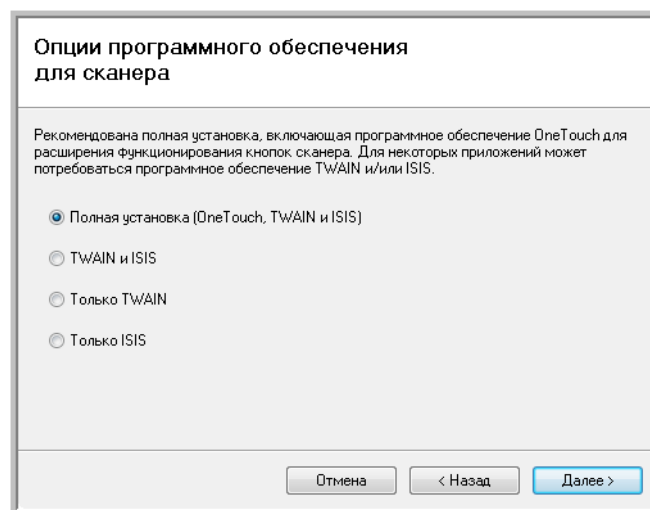 Опции программного обеспечения
для сканера
Рекомендована полная установка, включающая программное обеспечение OneTouch для
расширения функционирования кнопок сканера. Для некоторых приложений может
потребоваться программное обеспечение TWAIN и/или ISIS.
Полная установка (OneTouch, TWAIN и ISIS)
TWAIN и ISIS
Только TWAIN
Только ISIS
Отмена
< Назад
Далее >